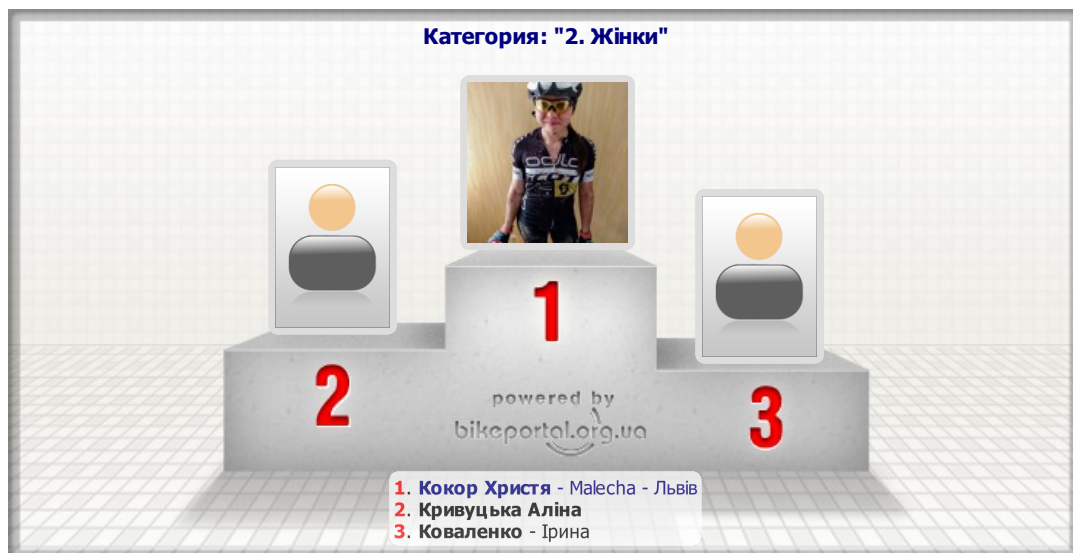 Категория: "2. Жінки"
1
2
3
powered by
bikeportal.org.ua
1. Кокор Христя - Malecha - Львів
2. Кривуцька Аліна
3. Коваленко - Ірина